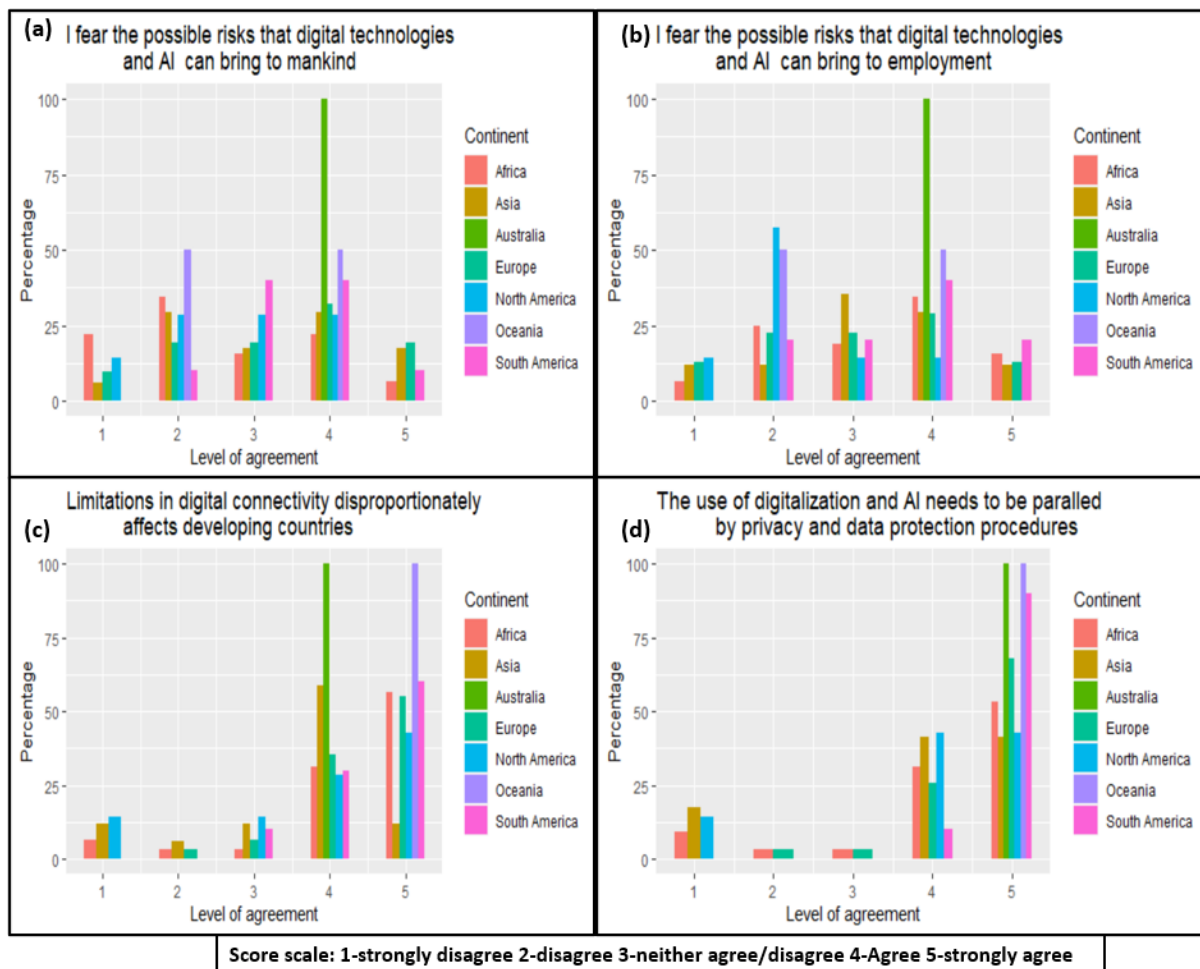 (a) I fear the possible risks that digital technologies
and AI can bring to mankind
100
75
50
25
0
Percentage
1 2 3 4 5
Level of agreement
Continent
Africa
Asia
Australia
Europe
North America
Oceania
South America
(b) I fear the possible risks that digital technologies
and AI can bring to employment
100
75
50
25
0
Percentage
1 2 3 4 5
Level of agreement
Continent
Africa
Asia
Australia
Europe
North America
Oceania
South America
Limitations in digital connectivity disproportionately
(c) affects developing countries
100
75
50
25
0
Percentage
1 2 3 4 5
Level of agreement
Continent
Africa
Asia
Australia
Europe
North America
Oceania
South America
The use of digitalization and AI needs to be paralled
(d) by privacy and data protection procedures
100
75
50
25
0
Percentage
1 2 3 4 5
Level of agreement
Continent
Africa
Asia
Australia
Europe
North America
Oceania
South America
Score scale: 1-strongly disagree 2-disagree 3-neither agree/disagree 4-Agree 5-strongly agree